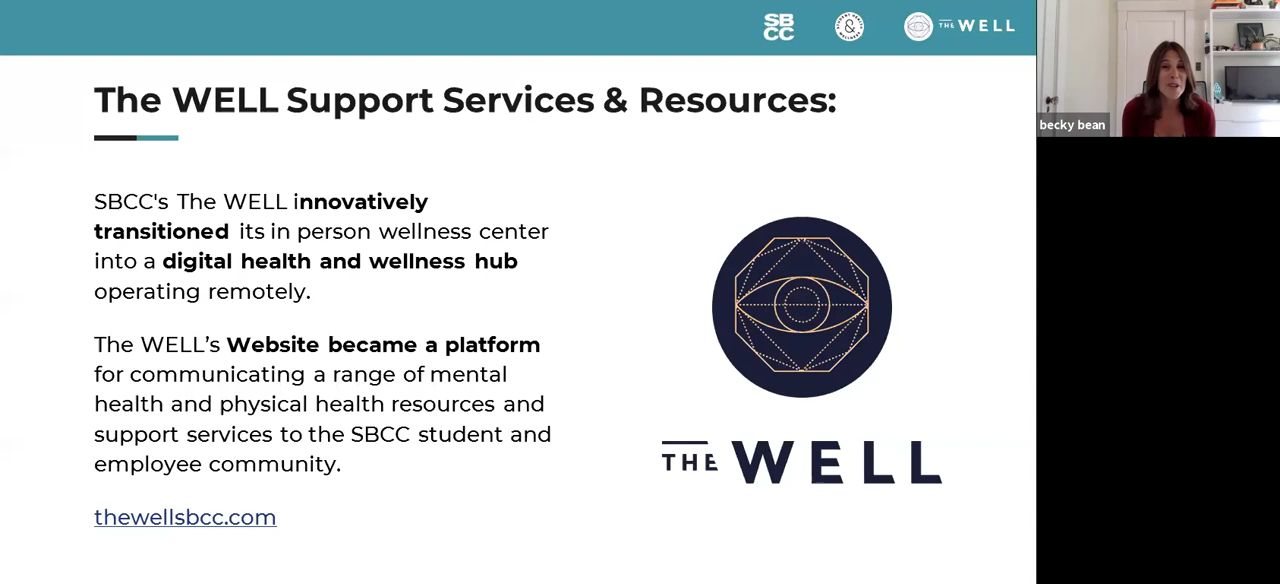 SB
CC
&
THE WELL
becky bean
The WELL Support Services & Resources:
SBCC's The WELL innovatively
transitioned its in person wellness center
into a digital health and wellness hub
operating remotely.
The WELL’s Website became a platform
for communicating a range of mental
health and physical health resources and
support services to the SBCC student and
employee community.
thewellsbcc.com
THE WELL